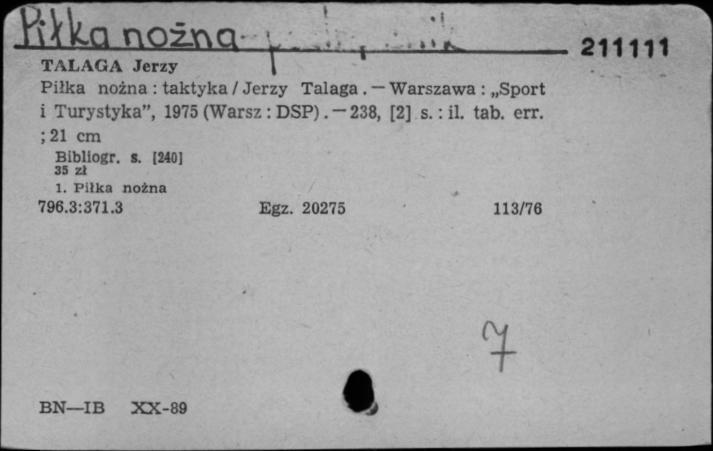 Piłka nożna
211111
TALAGA Jerzy
Piłka nożna : taktyka / Jerzy Talaga . — Warszawa : „Sport
i Turystyka”, 1975 (Warsz : DSP) . — 238, [2] s. : il. tab. err.
; 21 cm
Bibliogr. s. [240]
35 zł
1. Piłka nożna
796.3:371.3 Egz. 20275 113/76
7
BN—IB XX-89